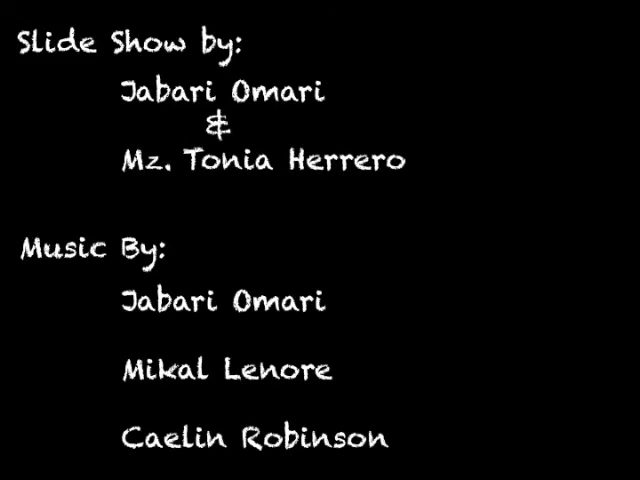 Slide Show by:
Jabari Omari
&
Mz. Tonia Herrero
Music By:
Jabari Omari
Mikal Lenore
Caelin Robinson